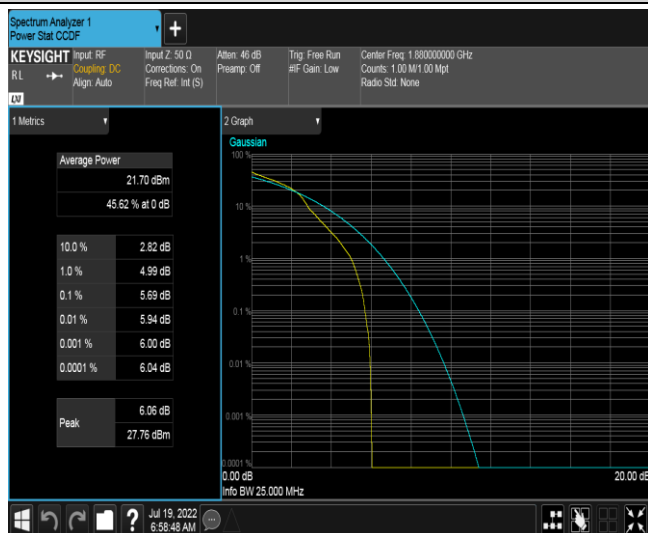 Spectrum Analyzer 1
Power Stat CCDF
KEYSIGHT
RL
LXI
Input: RF
Coupling: DC
Align: Auto
Input Z: 50 Ω
Corrections: On
Freq Ref: Int (S)
Atten: 46 dB
Preamp: Off
Trig: Free Run
#IF Gain: Low
Center Freq: 1.880000000 GHz
Counts: 1.00 M/1.00 Mpt
Radio Std: None
1 Metrics
Average Power
21.70 dBm
45.62 % at 0 dB
10.0 % 2.82 dB
1.0 % 4.99 dB
0.1 % 5.69 dB
0.01 % 5.94 dB
0.001 % 6.00 dB
0.0001 % 6.04 dB
Peak
6.06 dB
27.76 dBm
2 Graph
Gaussian
100 %
10 %
1 %
0.1 %
0.01 %
0.001 %
0.0001 %
0.00 dB
20.00 dB
Info BW 25.000 MHz
Jul 19, 2022
6:58:48 AM